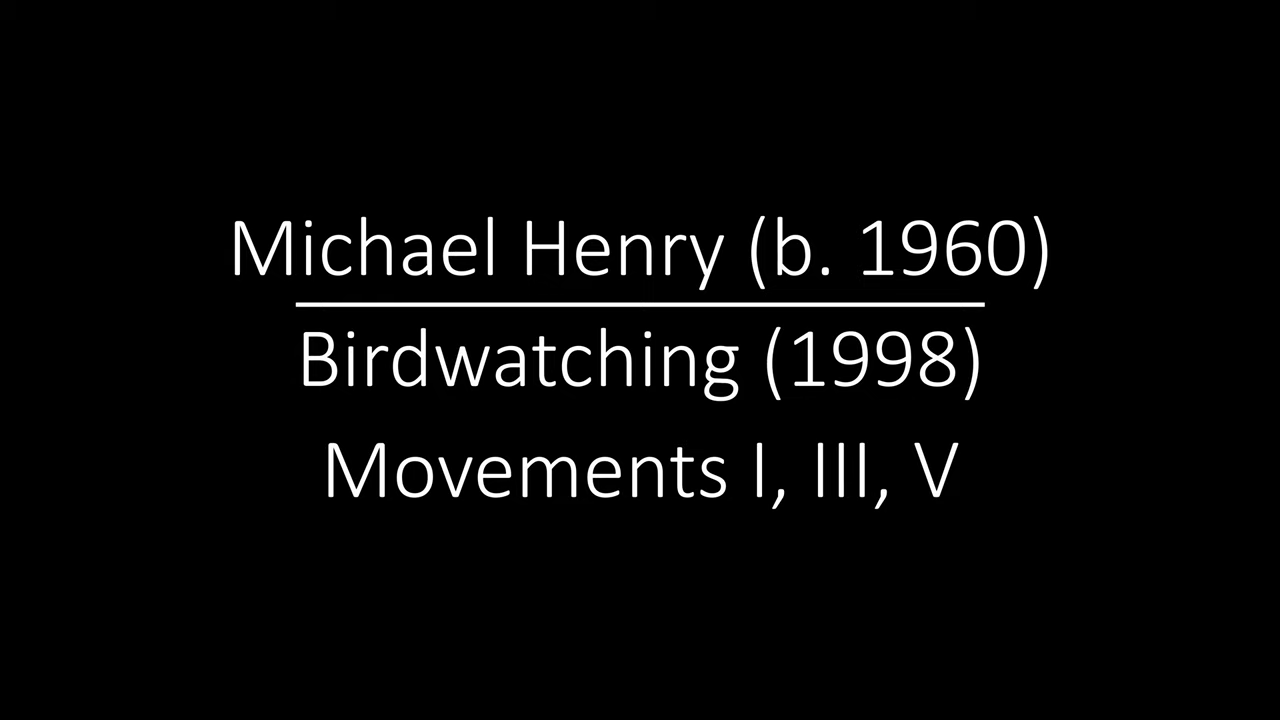 Michael Henry (b. 1960)
Birdwatching (1998)
Movements I, III, V